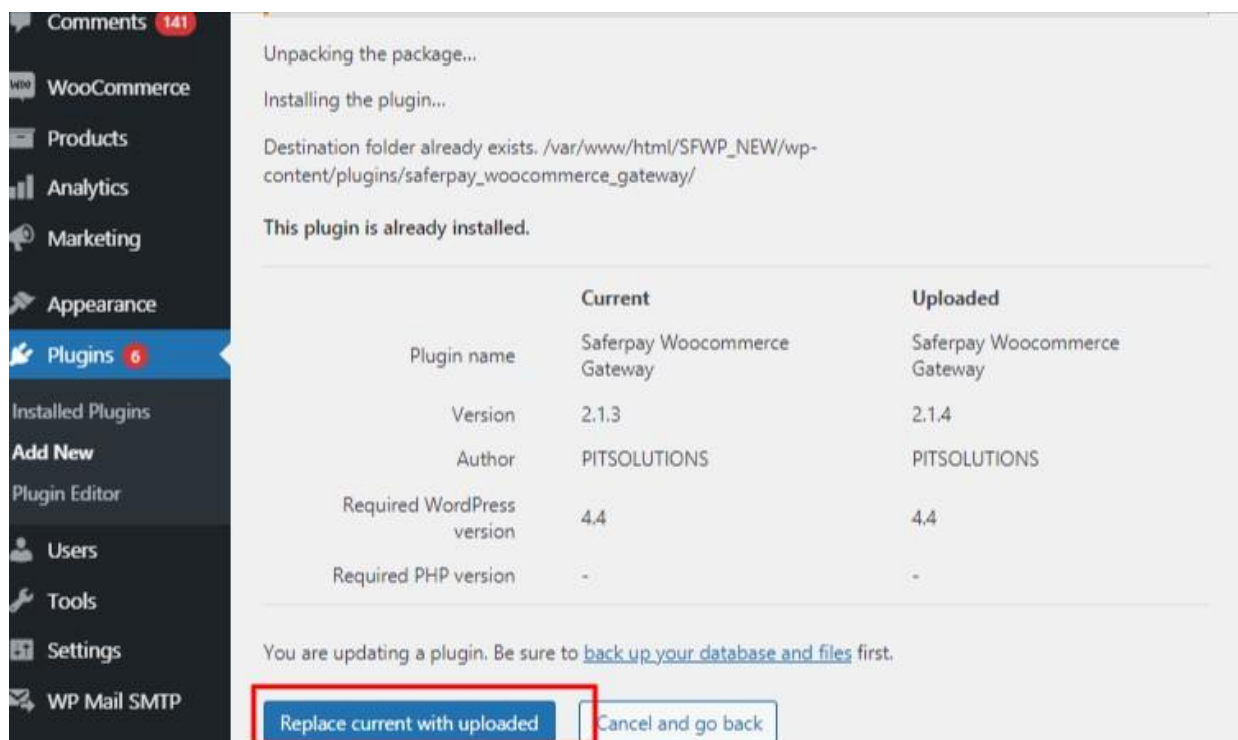 Comments 141
WooCommerce
Products
Analytics
Marketing
Appearance
Plugins 6
Installed Plugins
Add New
Plugin Editor
Users
Tools
Settings
WP Mail SMTP
Unpacking the package...
Installing the plugin...
Destination folder already exists. /var/www/html/SFWP_NEW/wp-
content/plugins/saferpay_woocommerce_gateway/
This plugin is already installed.
Current Uploaded
Plugin name Saferpay Woocommerce Gateway Saferpay Woocommerce Gateway
Version 2.1.3 2.1.4
Author PITSOLUTIONS PITSOLUTIONS
Required WordPress version 4.4 4.4
Required PHP version - -
You are updating a plugin. Be sure to back up your database and files first.
Replace current with uploaded Cancel and go back